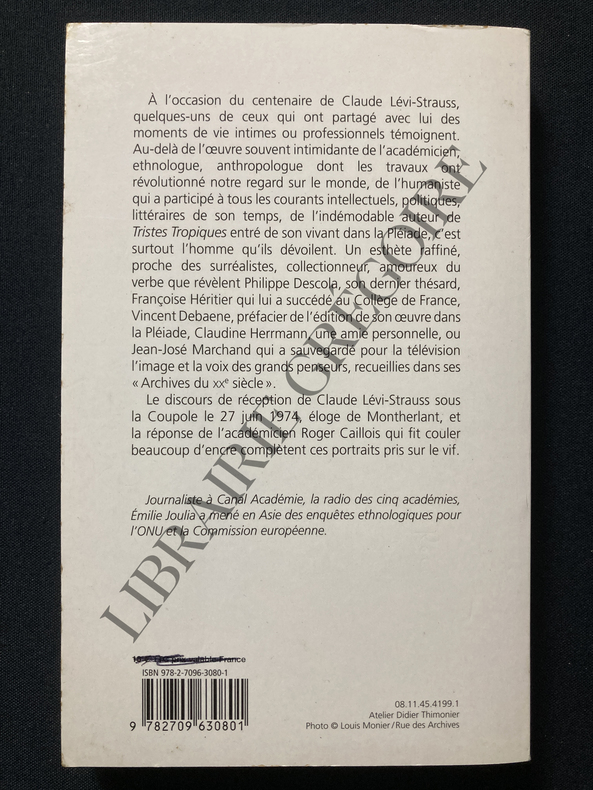 À l'occasion du centenaire de Claude Lévi-Strauss,
quelques-uns de ceux qui ont partagé avec lui des
moments de vie intimes ou professionnels témoignent.
Au-delà de l'œuvre souvent intimidante de l'académicien,
ethnologue, anthropologue dont les travaux ont
révolutionné notre regard sur le monde, de l'humaniste
qui a participé à tous les courants intellectuels, politiques,
littéraires de son temps, de l'indémodable auteur de
Tristes Tropiques entré de son vivant dans la Pléiade, c'est
surtout l'homme qu'ils dévoilent. Un esthète raffiné,
proche des surréalistes, collectionneur, amoureux du
verbe que révèlent Philippe Descola, son dernier thésard,
Françoise Héritier qui lui a succédé au Collège de France,
Vincent Debaene, préfacier de l'édition de son œuvre dans
la Pléiade, Claudine Herrmann, une amie personnelle, ou
Jean-José Marchand qui a sauvegardé pour la télévision
l'image et la voix des grands penseurs, recueillies dans ses
« Archives du XXe siècle ».
Le discours de réception de Claude Lévi-Strauss sous
la Coupole le 27 juin 1974, éloge de Montherlant, et
la réponse de l'académicien Roger Caillois qui fit couler
beaucoup d'encre complètent ces portraits pris sur le vif.
Journaliste à Canal Académie, la radio des cinq académies,
Émilie Joulia a mené en Asie des enquêtes ethnologiques pour
l'ONU et la Commission européenne.
France
ISBN 978-2-7096-3080-1
9 782709 630801
08.11.45.4199.1
Atelier Didier Thimonier
Photo © Louis Monier / Rue des Archives
LIBRAIRIE GREGOIRE